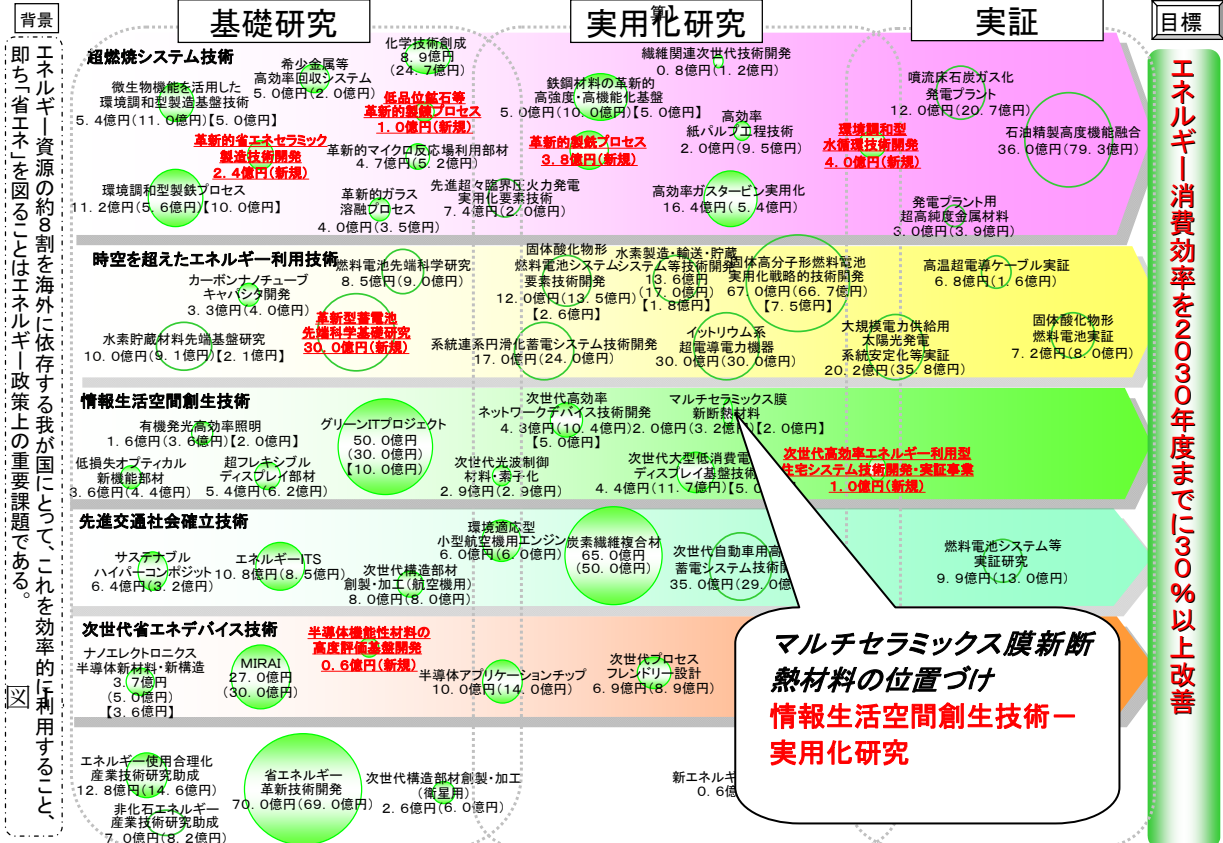 背景
基礎研究
算】
実用化研究
実証
目標
エネルギー資源の約8割を海外に依存する我が国にとって、これを効率的に利用すること、
即ち「省エネ」を図ることはエネルギー政策上の重要課題である。
図
エネルギー消費効率を2030年度までに30%以上改善
超燃焼システム技術
微生物機能を活用した
環境調和型製造基盤技術
5.4億円(11.0億円)【5.0億円】
希少金属等
高効率回収システム
5.0億円(2.0億円)
化学技術創成
8.9億円
(24.7億円)
低品位鉱石等
革新的製錬プロセス
1.0億円(新規)
革新的省エネセラミック
製造技術開発
2.4億円(新規)
革新的マイクロ反応場利用部材
4.7億円(5.2億円)
環境調和型製鉄プロセス
11.2億円(5.6億円)【10.0億円】
革新的ガラス
溶融プロセス
4.0億円(3.5億円)
先進超々臨界圧火力発電
実用化要素技術
7.4億円(2.0億円)
繊維関連次世代技術開発
0.8億円(1.2億円)
鉄鋼材料の革新的
高強度・高機能化基盤
5.0億円(10.0億円)【5.0億円】
革新的製鉄プロセス
3.8億円(新規)
高効率
紙パルプ工程技術
2.0億円(9.5億円)
高効率ガスタービン実用化
16.4億円(5.4億円)
噴流床石炭ガス化
発電プラント
12.0億円(20.7億円)
環境調和型
水循環技術開発
4.0億円(新規)
石油精製高度機能融合
36.0億円(79.3億円)
発電プラント用
超高純度金属材料
3.0億円(3.9億円)
時空を超えたエネルギー利用技術
カーボンナノチューブ
キャパシタ開発
3.3億円(4.0億円)
燃料電池先端科学研究
8.5億円(9.0億円)
革新型蓄電池
先端科学基礎研究
30.0億円(新規)
水素貯蔵材料先端基盤研究
10.0億円(9.1億円)【2.1億円】
固体酸化物形
燃料電池システム
要素技術開発
12.0億円(13.5億円)
【2.6億円】
水素製造・輸送・貯蔵
システム等技術開発
13.6億円
(17.0億円)
【1.8億円】
固体高分子形燃料電池
実用化戦略的技術開発
67.0億円(66.7億円)
【7.5億円】
系統連系円滑化蓄電システム技術開発
17.0億円(24.0億円)
イットリウム系
超電導電力機器
30.0億円(30.0億円)
高温超電導ケーブル実証
6.8億円(1.6億円)
大規模電力供給用
太陽光発電
系統安定化等実証
20.2億円(35.8億円)
固体酸化物形
燃料電池実証
7.2億円(8.0億円)
情報生活空間創生技術
有機発光高効率照明
1.6億円(3.6億円)【2.0億円】
グリーンITプロジェクト
50.0億円
(30.0億円)
【10.0億円】
低損失オプティカル
新機能部材
3.6億円(4.4億円)
超フレキシブル
ディスプレイ部材
5.4億円(6.2億円)
次世代高効率
ネットワークデバイス技術開発
4.3億円(10.4億円)
【5.0億円】
マルチセラミックス膜
新断熱材料
2.0億円(3.2億円)【2.0億円】
次世代光波制御
材料・素子化
2.9億円(2.9億円)
次世代大型低消費電
ディスプレイ基盤技術
4.4億円(11.7億円)【5.0
次世代高効率エネルギー利用型
住宅システム技術開発・実証事業
1.0億円(新規)
先進交通社会確立技術
サステナブル
ハイパーコンポジット
6.4億円(3.2億円)
エネルギーITS
10.8億円(8.5億円)
次世代構造部材
創製・加工(航空機用)
8.0億円(8.0億円)
環境適応型
小型航空機用エンジン
6.0億円(6.0億円)
炭素繊維複合材
65.0億円
(50.0億円)
次世代自動車用高
蓄電システム技術開
35.0億円(29.0億
燃料電池システム等
実証研究
9.9億円(13.0億円)
次世代省エネデバイス技術
ナノエレクトロニクス
半導体新材料・新構造
3.7億円
(5.0億円)
【3.6億円】
MIRAI
27.0億円
(30.0億円)
半導体機能性材料の
高度評価基盤開発
0.6億円(新規)
半導体アプリケーションチップ
10.0億円(14.0億円)
次世代プロセス
フレンドリー設計
6.9億円(8.9億円)
マルチセラミックス膜新断
熱材料の位置づけ
情報生活空間創生技術－
実用化研究
エネルギー使用合理化
産業技術研究助成
12.8億円(14.6億円)
非化石エネルギー
産業技術研究助成
7.0億円(8.2億円)
省エネルギー
革新技術開発
70.0億円(69.0億円)
次世代構造部材創製・加工
(衛星用)
2.6億円(6.0億円)
新エネルギ
0.6億